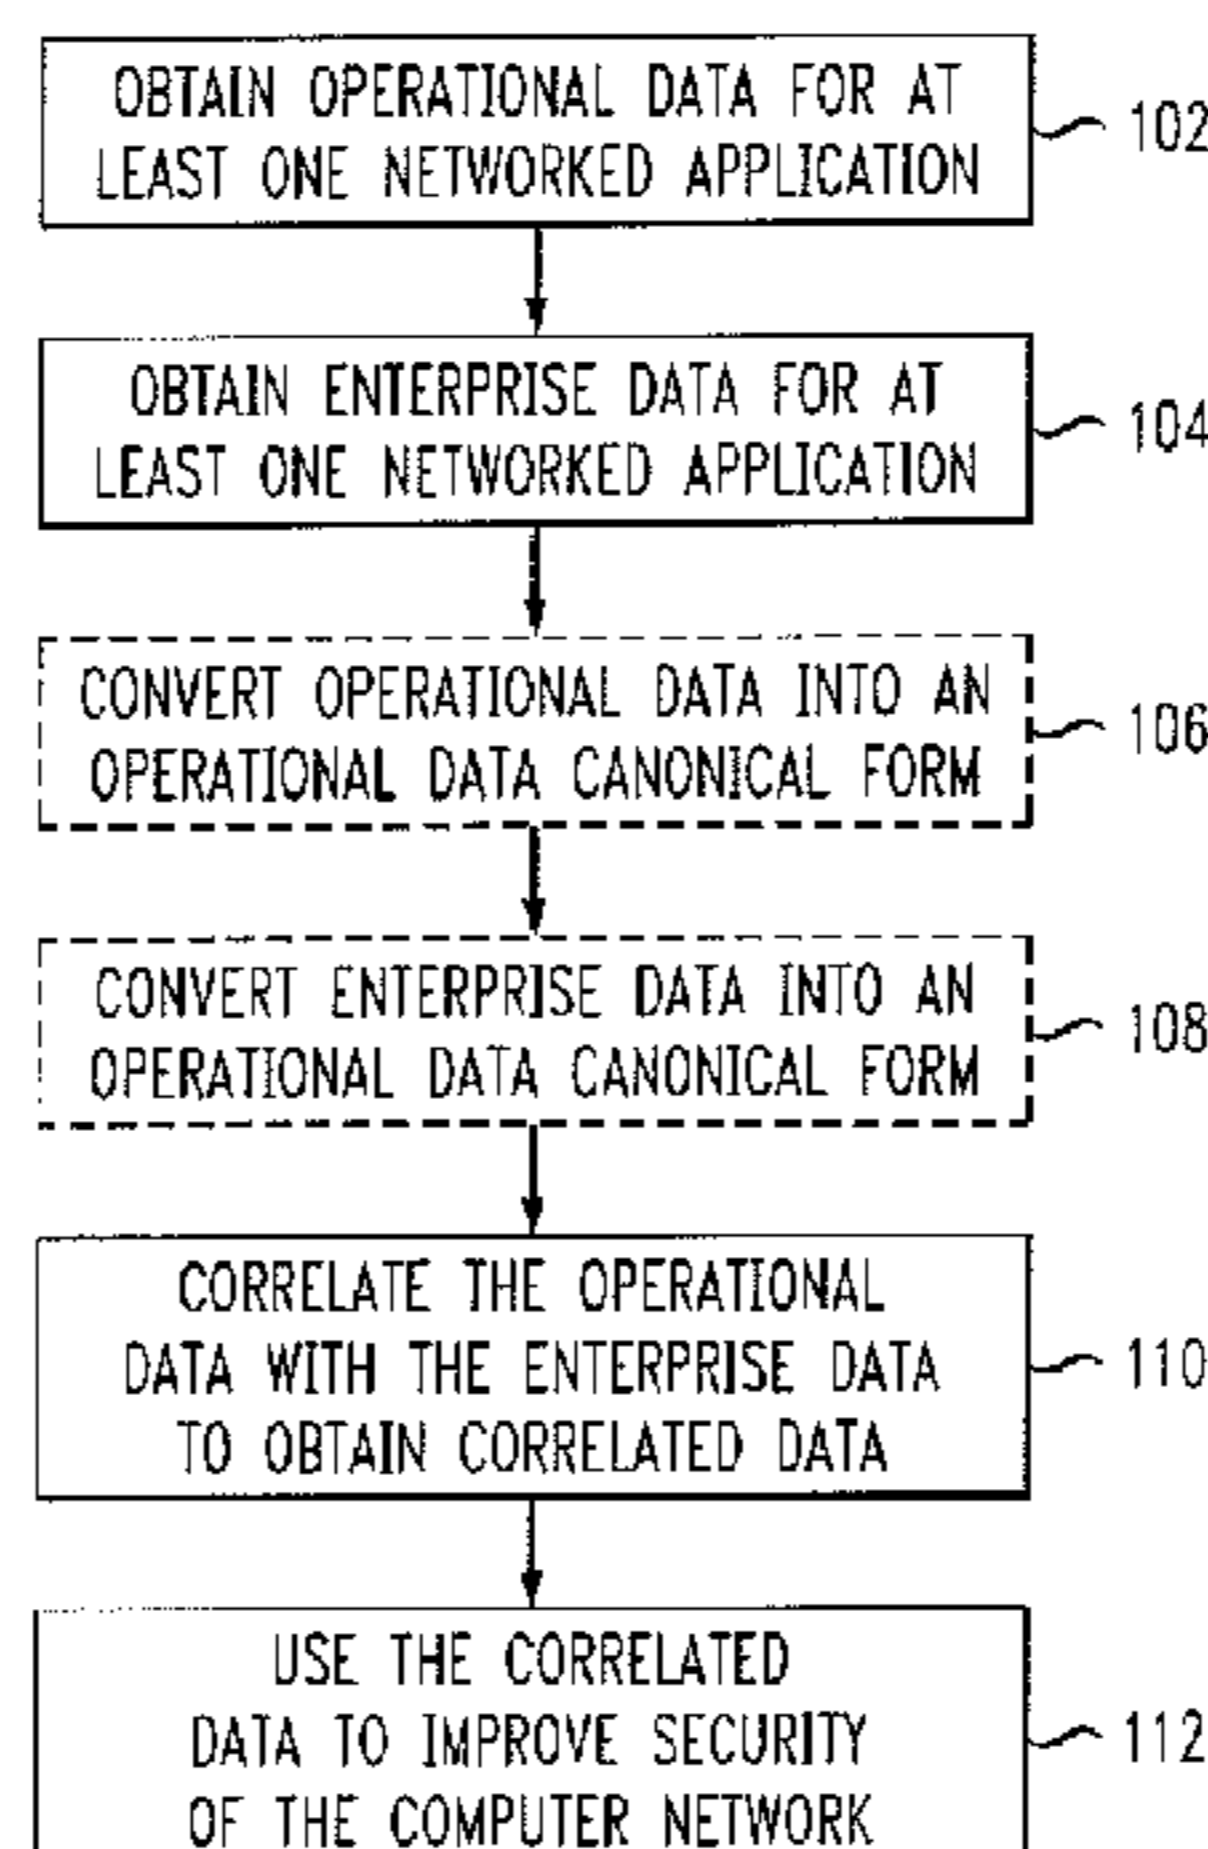 OBTAIN OPERATIONAL DATA FOR AT
LEAST ONE NETWORKED APPLICATION
102
OBTAIN ENTERPRISE DATA FOR AT
LEAST ONE NETWORKED APPLICATION
104
CONVERT OPERATIONAL DATA INTO AN
OPERATIONAL DATA CANONICAL FORM
106
CONVERT ENTERPRISE DATA INTO AN
OPERATIONAL DATA CANONICAL FORM
108
CORRELATE THE OPERATIONAL
DATA WITH THE ENTERPRISE DATA
TO OBTAIN CORRELATED DATA
110
USE THE CORRELATED
DATA TO IMPROVE SECURITY
OF THE COMPUTER NETWORK
112